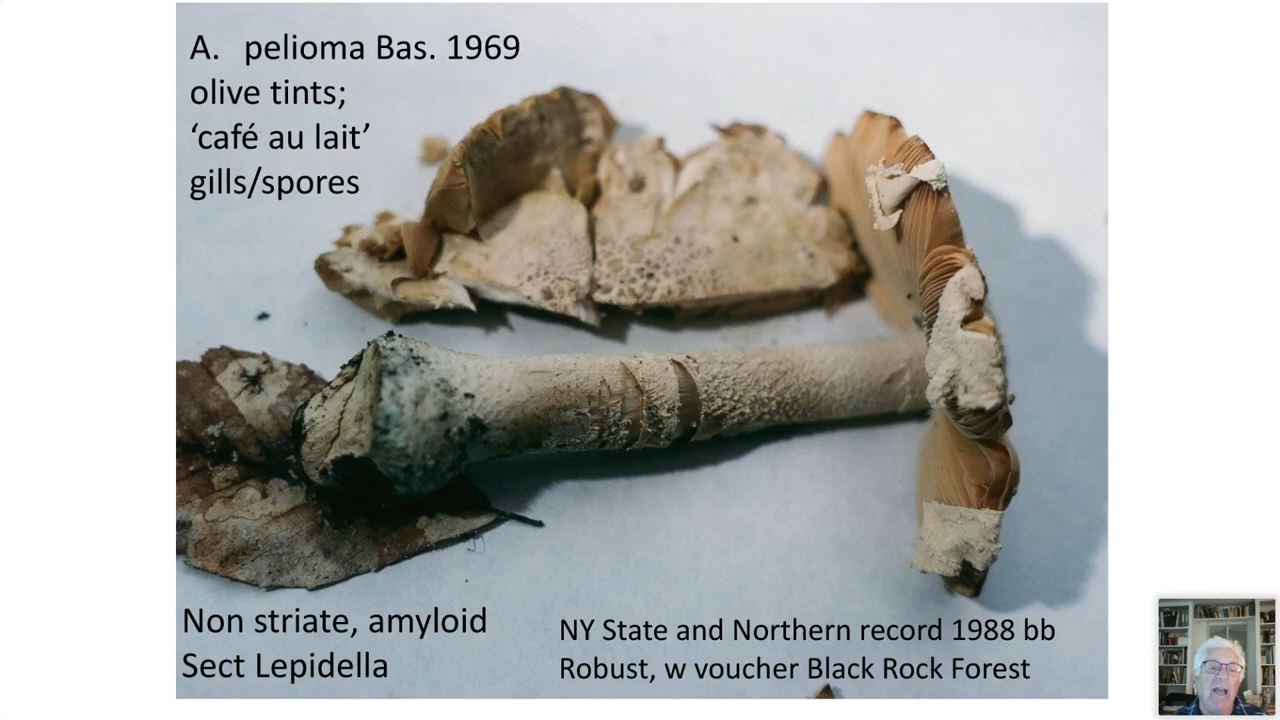 A. pelioma Bas. 1969
olive tints;
‘café au lait’
gills/spores
Non striate, amyloid
Sect Lepidella
NY State and Northern record 1988 bb
Robust, w voucher Black Rock Forest